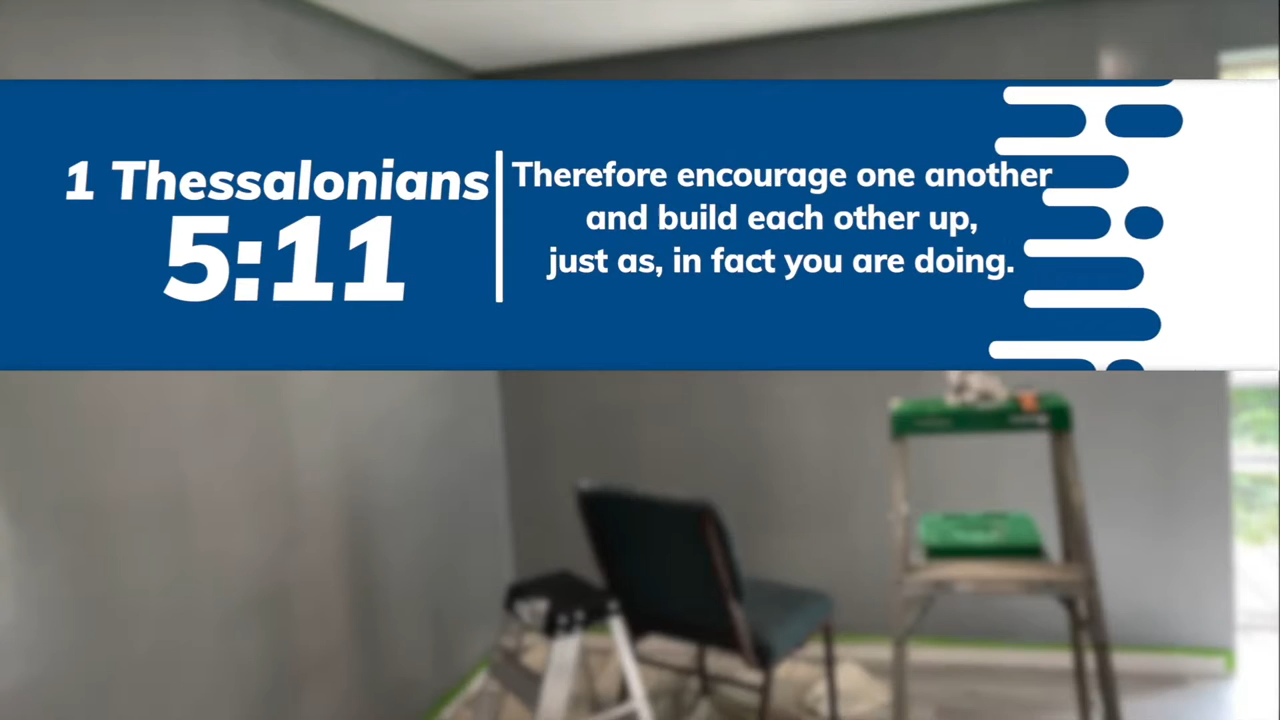 1 Thessalonians
5:11
Therefore encourage one another
and build each other up,
just as, in fact you are doing.